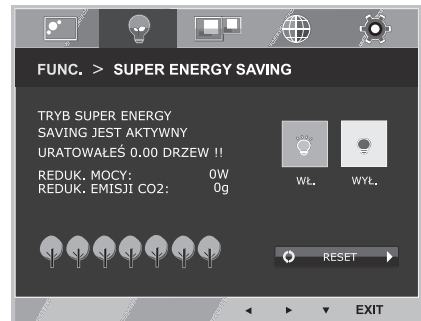 FUNC. > SUPER ENERGY SAVING
TRYB SUPER ENERGY
SAVING JEST AKTYWNY
URATOWAŁEŚ 0.00 DRZEW !!
REDUK. MOCY: 0W
REDUK. EMISJI CO2: 0g
WŁ. WYŁ.
RESET
EXIT